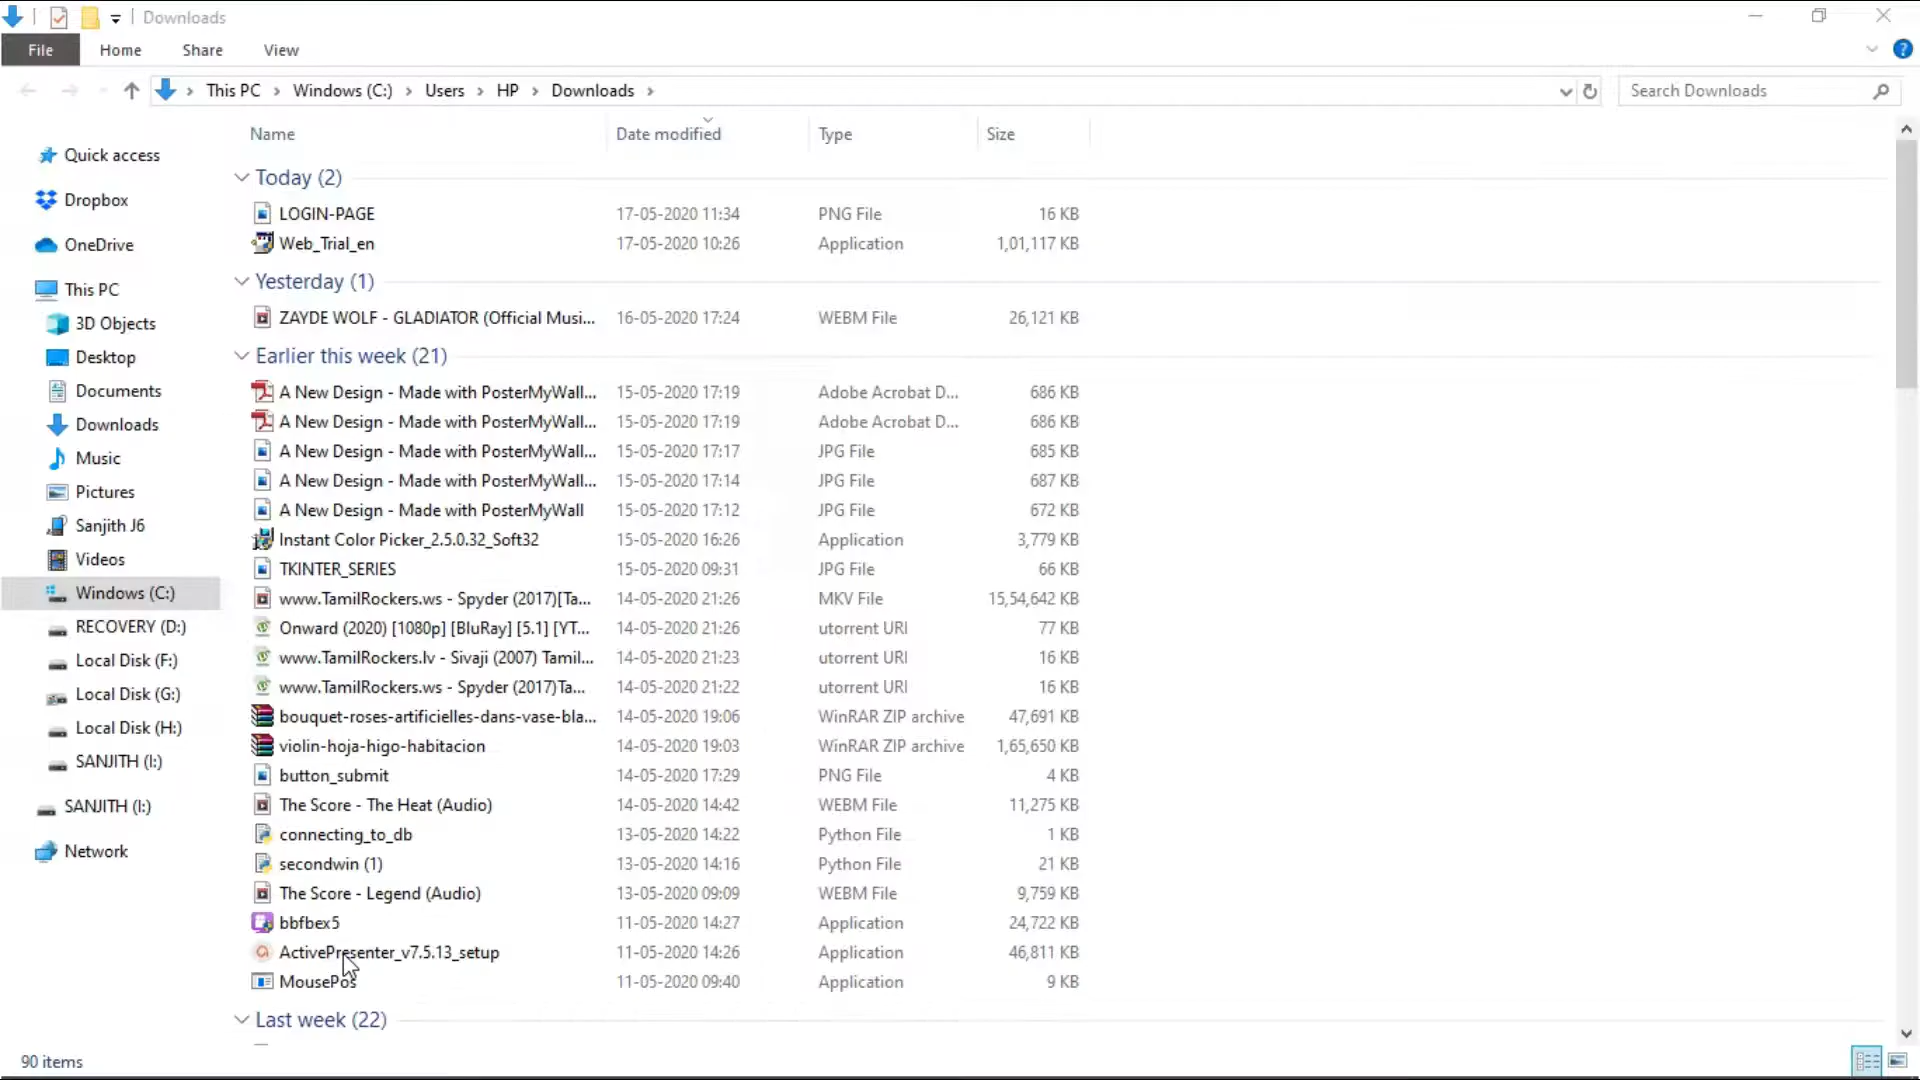 Downloads
File Home Share View
This PC Windows (C:) Users HP Downloads Search Downloads
Name Date modified Type Size
Quick access
Dropbox
OneDrive
This PC
3D Objects
Desktop
Documents
Downloads
Music
Pictures
Sanjith J6
Videos
Windows (C:)
RECOVERY (D:)
Local Disk (F:)
Local Disk (G:)
Local Disk (H:)
SANJITH (I:)
SANJITH (I:)
Network
Today (2)
LOGIN-PAGE 17-05-2020 11:34 PNG File 16 KB
Web_Trial_en 17-05-2020 10:26 Application 1,01,117 KB
Yesterday (1)
ZAYDE WOLF - GLADIATOR (Official Musi... 16-05-2020 17:24 WEBM File 26,121 KB
Earlier this week (21)
A New Design - Made with PosterMyWall... 15-05-2020 17:19 Adobe Acrobat D... 686 KB
A New Design - Made with PosterMyWall... 15-05-2020 17:19 Adobe Acrobat D... 686 KB
A New Design - Made with PosterMyWall... 15-05-2020 17:17 JPG File 685 KB
A New Design - Made with PosterMyWall... 15-05-2020 17:14 JPG File 687 KB
A New Design - Made with PosterMyWall 15-05-2020 17:12 JPG File 672 KB
Instant Color Picker_2.5.0.32_Soft32 15-05-2020 16:26 Application 3,779 KB
TKINTER_SERIES 15-05-2020 09:31 JPG File 66 KB
www.TamilRockers.ws - Spyder (2017)[Ta... 14-05-2020 21:26 MKV File 15,54,642 KB
Onward (2020) [1080p] [BluRay] [5.1] [YT... 14-05-2020 21:26 utorrent URI 77 KB
www.TamilRockers.lv - Sivaji (2007) Tamil... 14-05-2020 21:23 utorrent URI 16 KB
www.TamilRockers.ws - Spyder (2017)Ta... 14-05-2020 21:22 utorrent URI 16 KB
bouquet-roses-artificielles-dans-vase-bla... 14-05-2020 19:06 WinRAR ZIP archive 47,691 KB
violin-hoja-higo-habitacion 14-05-2020 19:03 WinRAR ZIP archive 1,65,650 KB
button_submit 14-05-2020 17:29 PNG File 4 KB
The Score - The Heat (Audio) 14-05-2020 14:42 WEBM File 11,275 KB
connecting_to_db 13-05-2020 14:22 Python File 1 KB
secondwin (1) 13-05-2020 14:16 Python File 21 KB
The Score - Legend (Audio) 13-05-2020 09:09 WEBM File 9,759 KB
bbfbex5 11-05-2020 14:27 Application 24,722 KB
ActivePresenter_v7.5.13_setup 11-05-2020 14:26 Application 46,811 KB
MousePos 11-05-2020 09:40 Application 9 KB
Last week (22)
90 items